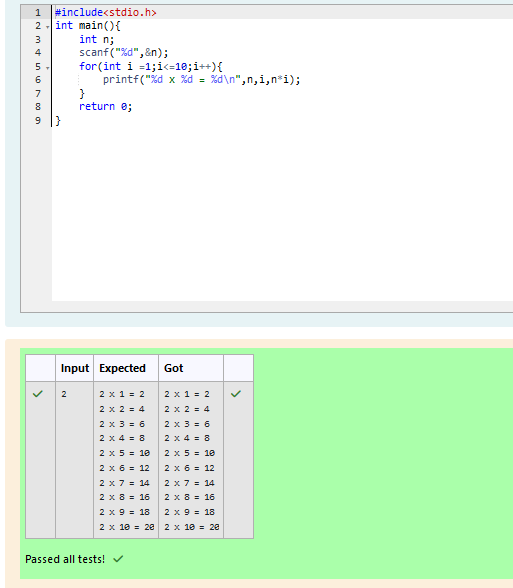 1 #include<stdio.h>
2 int main(){
3 int n;
4 scanf("%d",&n);
5 for(int i =1;i<=10;i++){
6 printf("%d x %d = %d\n",n,i,n*i);
7 }
8 return 0;
9 }
Input Expected Got
2 2 x 1 = 2 2 x 1 = 2
2 x 2 = 4 2 x 2 = 4
2 x 3 = 6 2 x 3 = 6
2 x 4 = 8 2 x 4 = 8
2 x 5 = 10 2 x 5 = 10
2 x 6 = 12 2 x 6 = 12
2 x 7 = 14 2 x 7 = 14
2 x 8 = 16 2 x 8 = 16
2 x 9 = 18 2 x 9 = 18
2 x 10 = 20 2 x 10 = 20
Passed all tests!